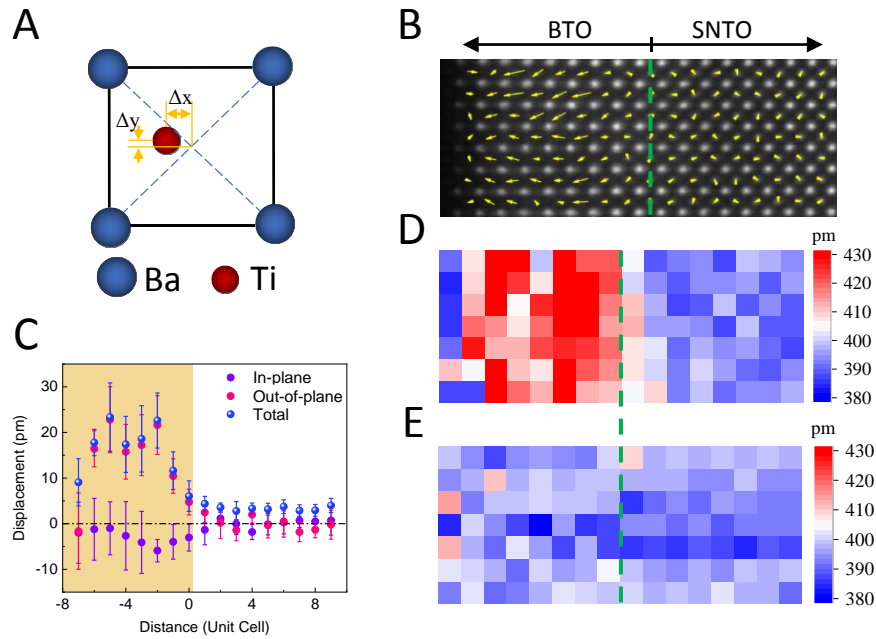 A
Δx
Δy
Ba
Ti
B
BTO
SNTO
C
Displacement (pm)
30
20
10
0
-10
In-plane
Out-of-plane
Total
-8
-4
0
4
8
Distance (Unit Cell)
D
pm
430
420
410
400
390
380
E
pm
430
420
410
400
390
380